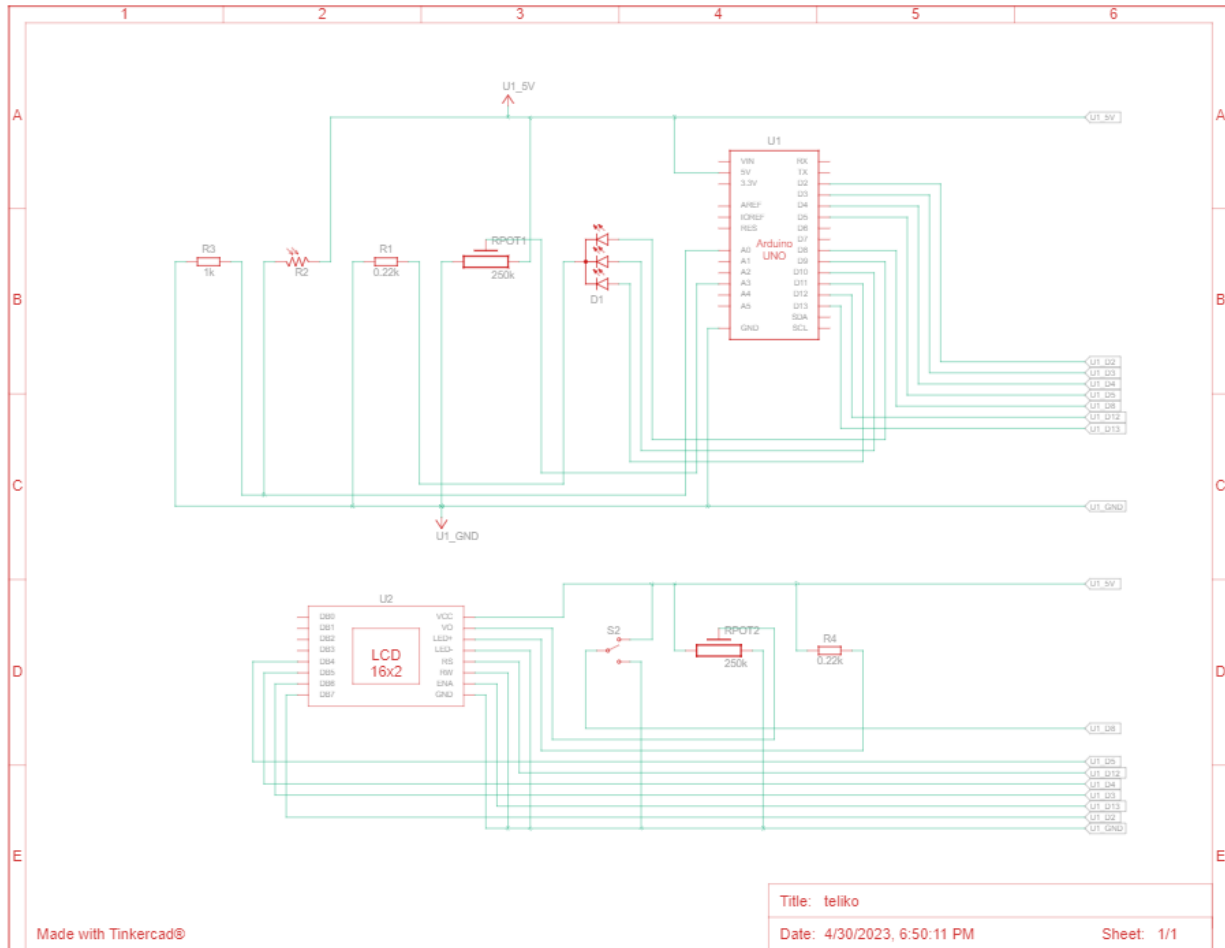 1 2 3 4 5 6
A A
B B
C C
D D
E E
U1_5V
U1_5V
U1
VIN RX
5V TX
3.3V D2
D3
AREF D4
IOREF D5
RES D6
Arduino
UNO
D7
A0 D8
A1 D9
A2 D10
A3 D11
A4 D12
A5 D13
SDA
GND SCL
R3
1k
R2
R1
0.22k
RPOT1
250k
D1
U1_D2
U1_D3
U1_D4
U1_D5
U1_D8
U1_D12
U1_D13
U1_GND
U1_GND
U1_5V
U2
DB0 VCC
DB1 VO
DB2 LED+
DB3 LED-
DB4 RS
DB5 RW
DB6 ENA
DB7 GND
LCD
16x2
S2
RPOT2
250k
R4
0.22k
U1_D8
U1_D5
U1_D12
U1_D4
U1_D3
U1_D13
U1_D2
U1_GND
Title: teliko
Made with Tinkercad®
Date: 4/30/2023, 6:50:11 PM Sheet: 1/1